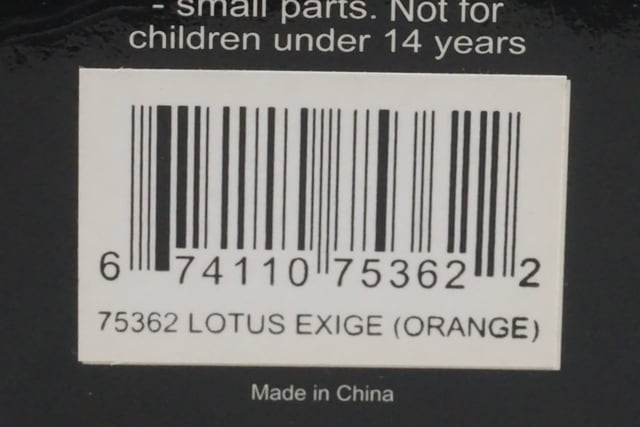 - small parts. Not for
children under 14 years
6 74110 75362 2
75362 LOTUS EXIGE (ORANGE)
Made in China